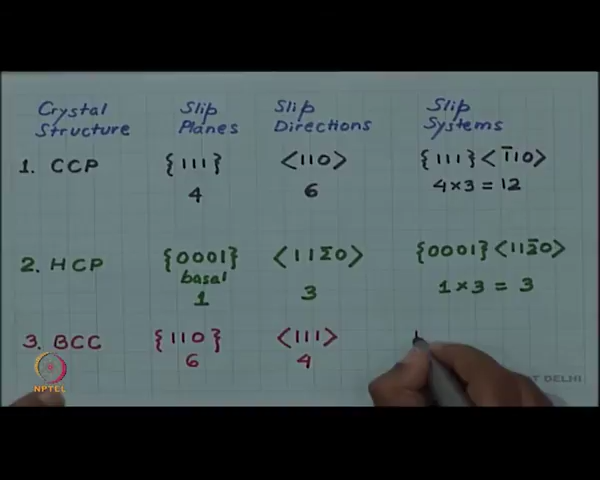 Crystal Structure Slip Planes Slip Directions Slip Systems
1. CCP {111} <110> {111} <1̅10>
4 6 4×3 = 12
2. HCP {0001} <112̅0> {0001} <112̅0>
basal
1 3 1×3 = 3
3. BCC {110} <111>
6 4
NPTEL
IT DELHI